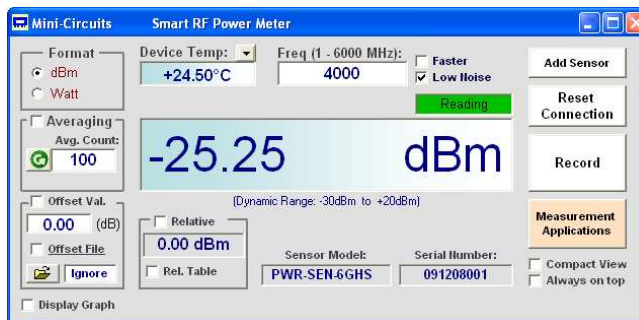 Mini-Circuits Smart RF Power Meter
Format
dBm
Watt
Device Temp:
+24.50°C
Freq (1 - 6000 MHz):
4000
Faster
Low Noise
Reading
Add Sensor
Reset Connection
Record
Measurement Applications
Compact View
Always on top
Averaging
Avg. Count:
100
-25.25 dBm
(Dynamic Range: -30dBm to +20dBm)
Offset Val.
0.00 (dB)
Offset File
Ignore
Display Graph
Relative
0.00 dBm
Rel. Table
Sensor Model:
PWR-SEN-6GHS
Serial Number:
091208001